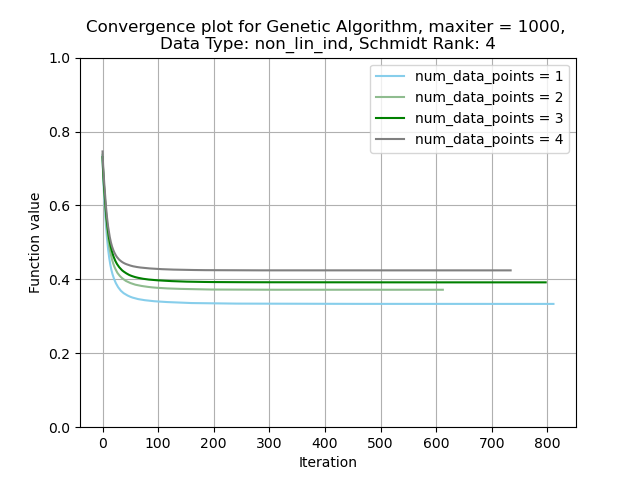 Convergence plot for Genetic Algorithm, maxiter = 1000,
Data Type: non_lin_ind, Schmidt Rank: 4
1.0
0.8
0.6
0.4
0.2
0.0
Function value
num_data_points = 1
num_data_points = 2
num_data_points = 3
num_data_points = 4
0 100 200 300 400 500 600 700 800
Iteration